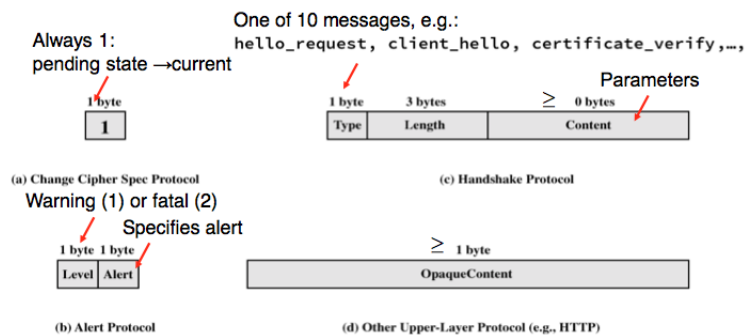 One of 10 messages, e.g.:
Always 1:
hello_request, client_hello, certificate_verify,…,
pending state →current
Parameters
1 byte
1
(a) Change Cipher Spec Protocol
1 byte 3 bytes ≥ 0 bytes
Type Length Content
(c) Handshake Protocol
Warning (1) or fatal (2)
Specifies alert
1 byte 1 byte
Level Alert
(b) Alert Protocol
≥ 1 byte
OpaqueContent
(d) Other Upper-Layer Protocol (e.g., HTTP)